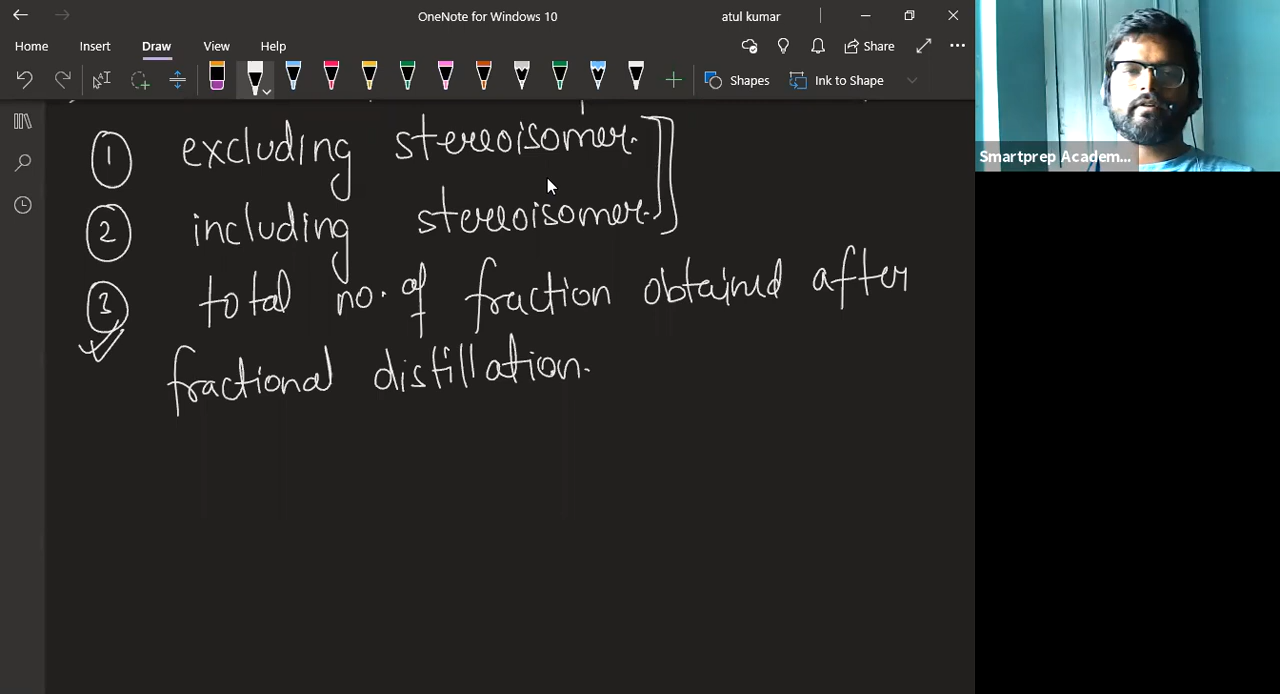 OneNote for Windows 10
atul kumar
Home Insert Draw View Help
Share
Shapes
Ink to Shape
Smartprep Academ...
1 excluding stereoisomer.
2 including stereoisomer.
3 total no. of fraction obtained after
fractional distillation.